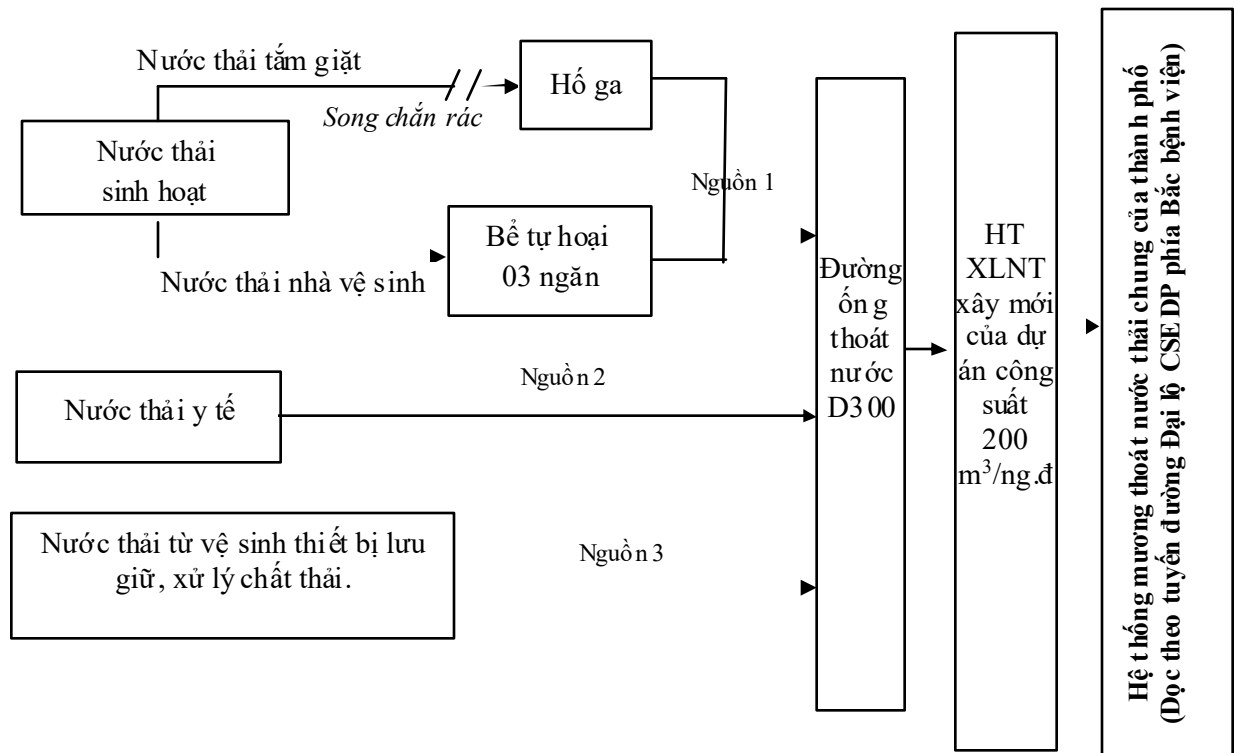 Nước thải tắm giặt
Song chắn rác
Hố ga
Nước thải
sinh hoạt
Nguồn 1
Bể tự hoại
03 ngăn
Nước thải nhà vệ sinh
Nguồn 2
Nước thải y tế
Nước thải từ vệ sinh thiết bị lưu
giữ, xử lý chất thải.
Nguồn 3
Đường
ống
thoát
nước
D300
HT
XLNT
xây mới
của dự
án công
suất
200
m³/ng.đ
Hệ thống mương thoát nước thải chung của thành phố
(Dọc theo tuyến đường Đại lộ CSEDP phía Bắc bệnh viện)